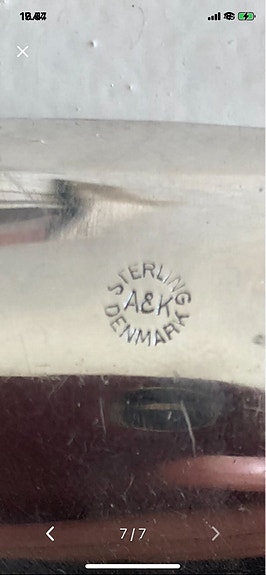 STERLING
A&K
DENMARK
7/7